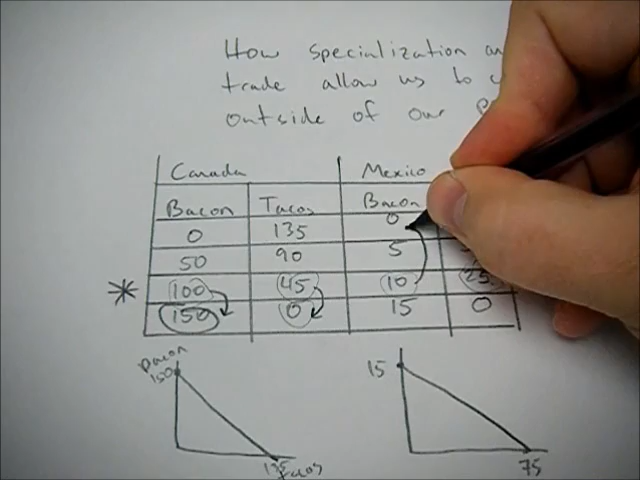 How specialization
trade allow us to
outside of our
Canada Mexico
Bacon Tacos Bacon
0 135 0
50 90 5
* 100 45 10 25
150 0 15 0
Bacon
150 15
135 75
Tacos